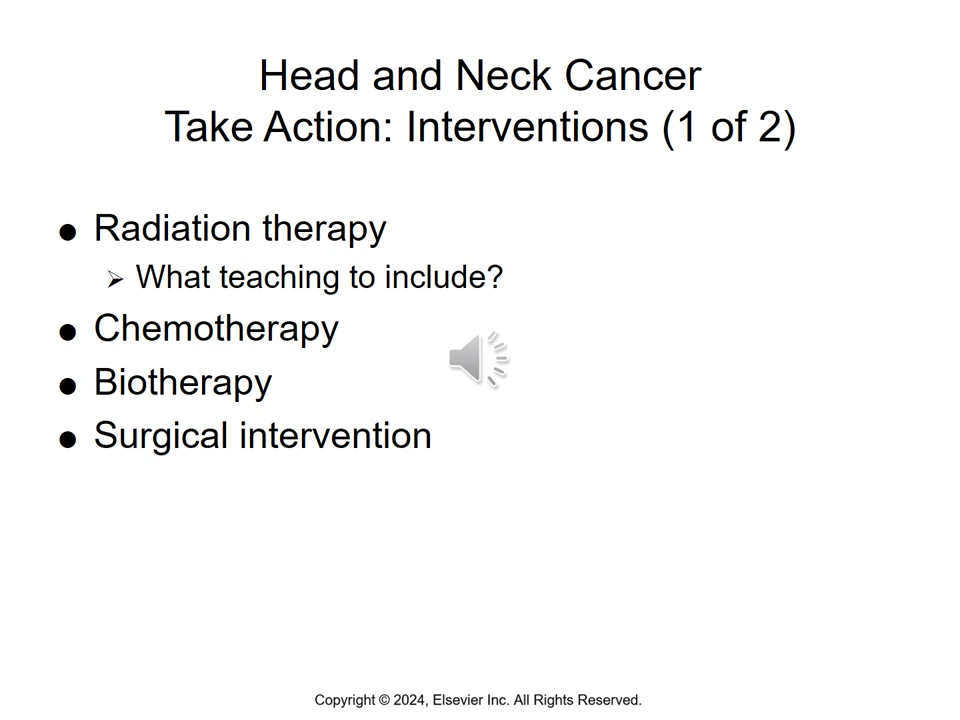 Head and Neck Cancer
Take Action: Interventions (1 of 2)
● Radiation therapy
➢ What teaching to include?
● Chemotherapy
● Biotherapy
● Surgical intervention
Copyright © 2024, Elsevier Inc. All Rights Reserved.